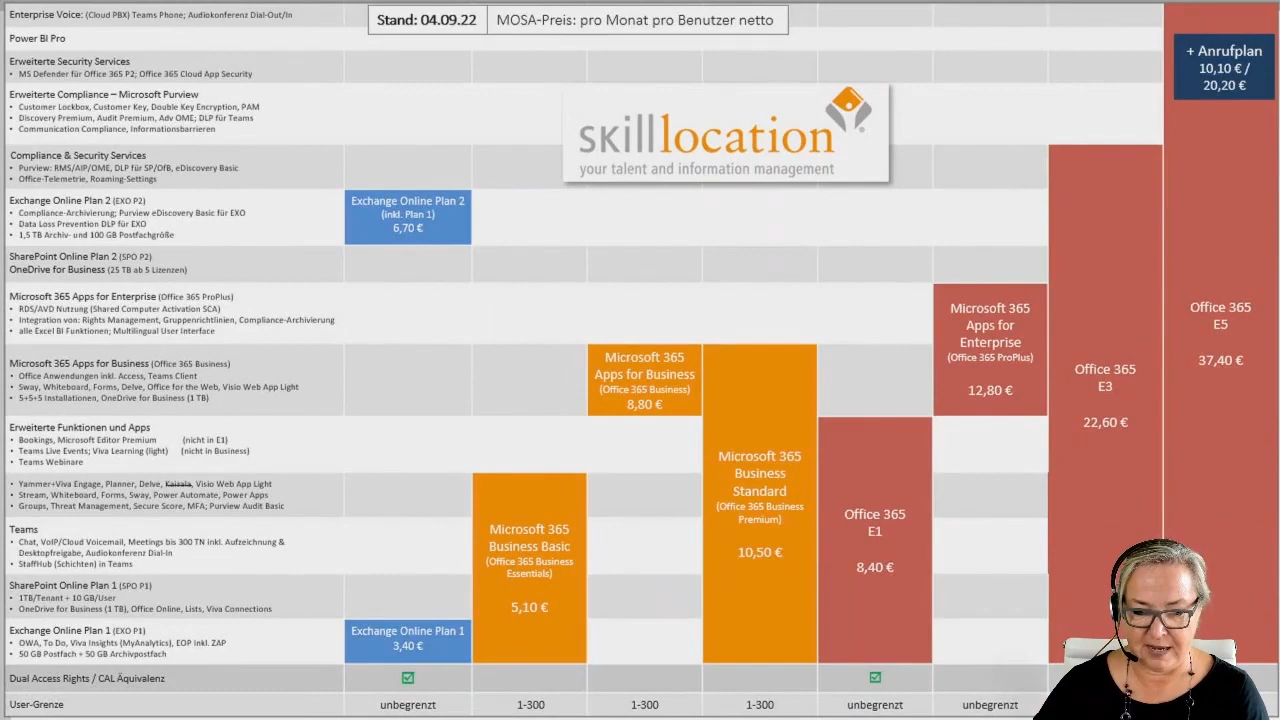 Enterprise Voice: (Cloud PBX) Teams Phone; Audiokonferenz Dial-Out/In
Stand: 04.09.22
MOSA-Preis: pro Monat pro Benutzer netto
Power BI Pro
+ Anrufplan
10,10 € /
20,20 €
Erweiterte Security Services
• MS Defender für Office 365 P2; Office 365 Cloud App Security
Erweiterte Compliance – Microsoft Purview
• Customer Lockbox, Customer Key, Double Key Encryption, PAM
• Discovery Premium, Audit Premium, Adv OME; DLP für Teams
• Communication Compliance, Informationsbarrieren
skilllocation
your talent and information management
Compliance & Security Services
• Purview: RMS/AIP/OME, DLP für SP/OfB, eDiscovery Basic
• Office-Telemetrie, Roaming-Settings
Exchange Online Plan 2 (EXO P2)
• Compliance-Archivierung; Purview eDiscovery Basic für EXO
• Data Loss Prevention DLP für EXO
• 1,5 TB Archiv- und 100 GB Postfachgröße
Exchange Online Plan 2
(inkl. Plan 1)
6,70 €
SharePoint Online Plan 2 (SPO P2)
OneDrive for Business (25 TB ab 5 Lizenzen)
Microsoft 365 Apps for Enterprise (Office 365 ProPlus)
• RDS/AVD Nutzung (Shared Computer Activation SCA)
• Integration von: Rights Management, Gruppenrichtlinien, Compliance-Archivierung
• alle Excel BI Funktionen; Multilingual User Interface
Microsoft 365
Apps for
Enterprise
(Office 365 ProPlus)
12,80 €
Office 365
E3
22,60 €
Office 365
E5
37,40 €
Microsoft 365 Apps for Business (Office 365 Business)
• Office Anwendungen inkl. Access, Teams Client
• Sway, Whiteboard, Forms, Delve, Office for the Web, Visio Web App Light
• 5+5+5 Installationen, OneDrive for Business (1 TB)
Microsoft 365
Apps for Business
(Office 365 Business)
8,80 €
Erweiterte Funktionen und Apps
• Bookings, Microsoft Editor Premium (nicht in E1)
• Teams Live Events; Viva Learning (light) (nicht in Business)
• Teams Webinare
Microsoft 365
Business
Standard
(Office 365 Business
Premium)
10,50 €
• Yammer+Viva Engage, Planner, Delve, Kaizala, Visio Web App Light
• Stream, Whiteboard, Forms, Sway, Power Automate, Power Apps
• Groups, Threat Management, Secure Score, MFA; Purview Audit Basic
Microsoft 365
Business Basic
(Office 365 Business
Essentials)
5,10 €
Office 365
E1
8,40 €
Teams
• Chat, VoIP/Cloud Voicemail, Meetings bis 300 TN inkl. Aufzeichnung &
Desktopfreigabe, Audiokonferenz Dial-In
• StaffHub (Schichten) in Teams
SharePoint Online Plan 1 (SPO P1)
• 1TB/Tenant + 10 GB/User
• OneDrive for Business (1 TB), Office Online, Lists, Viva Connections
Exchange Online Plan 1 (EXO P1)
• OWA, To Do, Viva Insights (MyAnalytics), EOP inkl. ZAP
• 50 GB Postfach + 50 GB Archivpostfach
Exchange Online Plan 1
3,40 €
Dual Access Rights / CAL Äquivalenz
User-Grenze
unbegrenzt
1-300
1-300
1-300
unbegrenzt
unbegrenzt